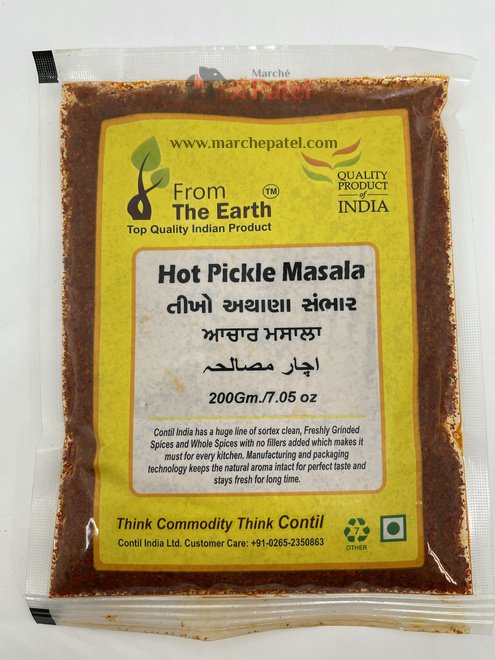 Marché
Patel
www.marchepatel.com
From
The Earth
TM
Top Quality Indian Product
QUALITY
PRODUCT
of
INDIA
Hot Pickle Masala
તીખો અથાણા સંભાર
ਆਚਾਰ ਮਸਾਲਾ
اچار مصالحہ
200Gm./7.05 oz
Contil India has a huge line of sortex clean, Freshly Grinded
Spices and Whole Spices with no fillers added which makes it
must for every kitchen. Manufacturing and packaging
technology keeps the natural aroma intact for perfect taste and
stays fresh for long time.
Think Commodity Think Contil
Contil India Ltd. Customer Care: +91-0265-2350863
7
OTHER